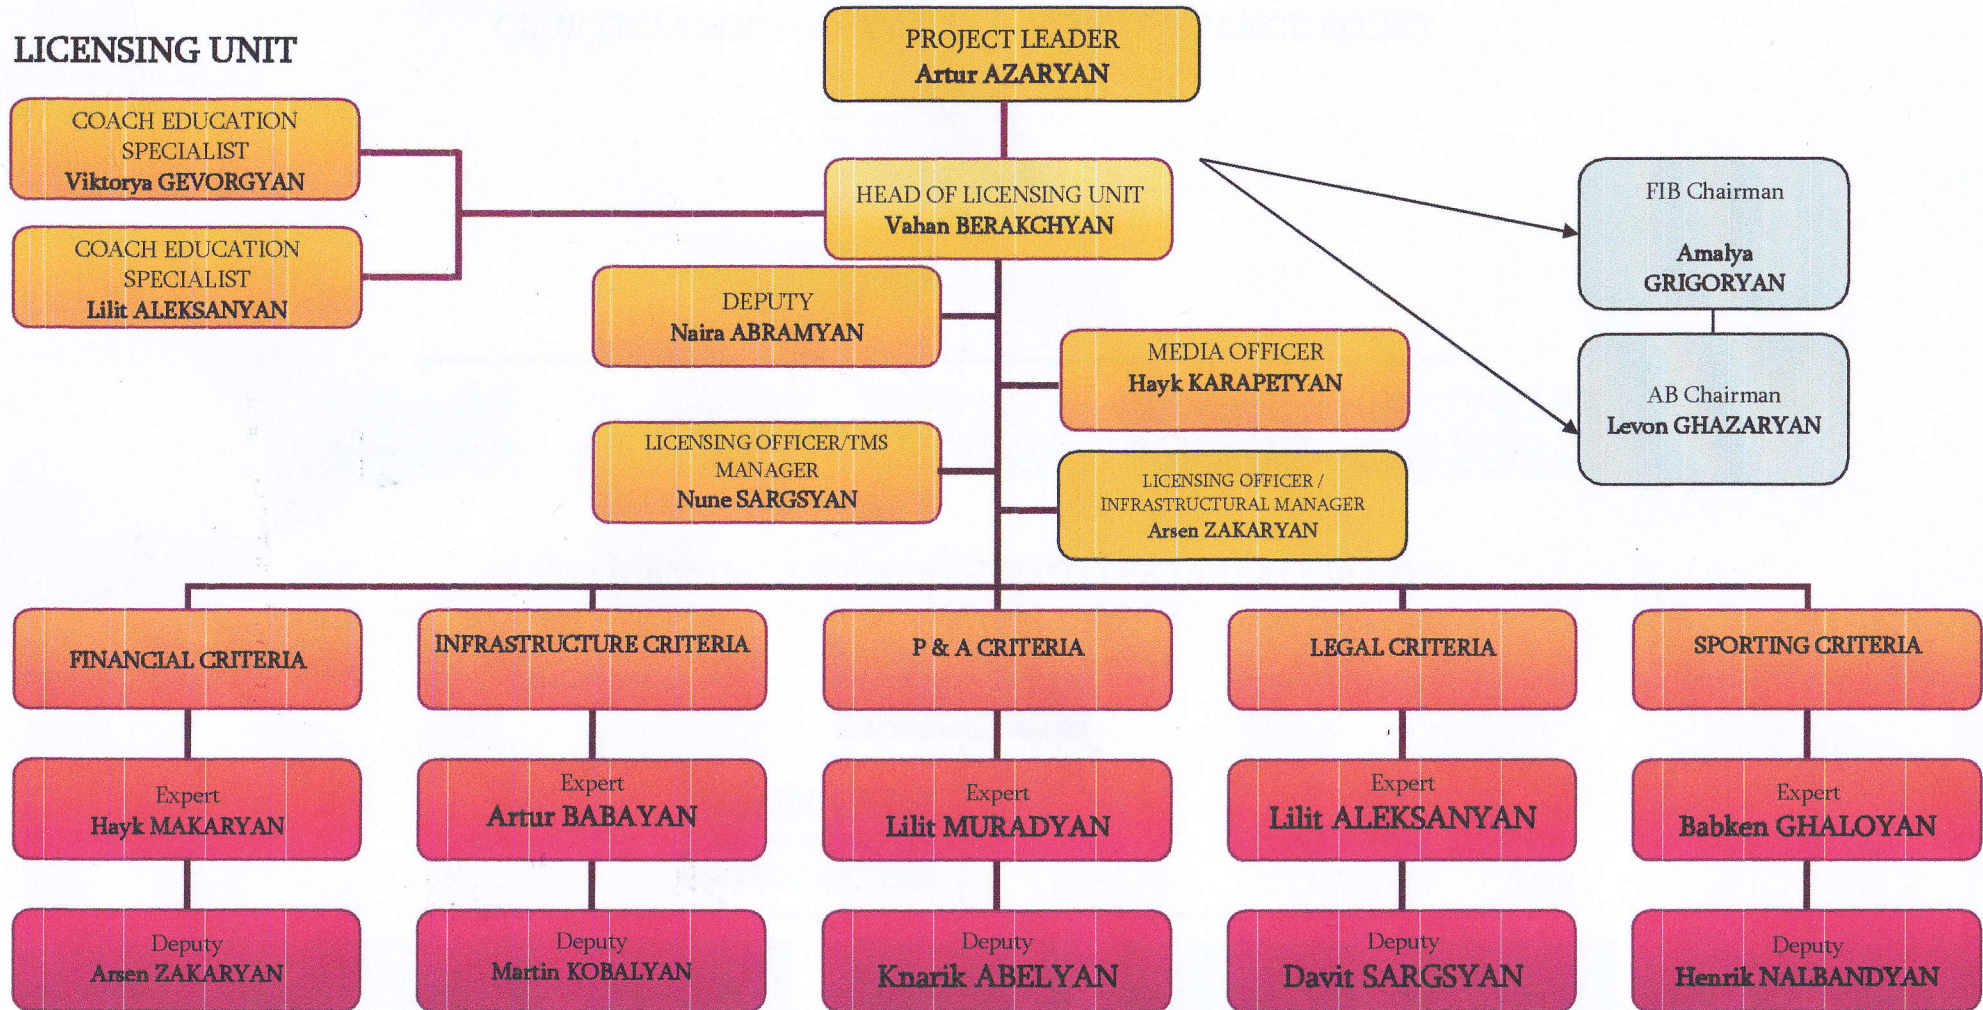 LICENSING UNIT
PROJECT LEADER
Artur AZARYAN
COACH EDUCATION
SPECIALIST
Viktorya GEVORGYAN
HEAD OF LICENSING UNIT
Vahan BERAKCHYAN
FIB Chairman
Amalya
GRIGORYAN
COACH EDUCATION
SPECIALIST
Lilit ALEKSANYAN
DEPUTY
Naira ABRAMYAN
MEDIA OFFICER
Hayk KARAPETYAN
AB Chairman
Levon GHAZARYAN
LICENSING OFFICER/TMS
MANAGER
Nune SARGSYAN
LICENSING OFFICER /
INFRASTRUCTURAL MANAGER
Arsen ZAKARYAN
FINANCIAL CRITERIA
INFRASTRUCTURE CRITERIA
P & A CRITERIA
LEGAL CRITERIA
SPORTING CRITERIA
Expert
Hayk MAKARYAN
Expert
Artur BABAYAN
Expert
Lilit MURADYAN
Expert
Lilit ALEKSANYAN
Expert
Babken GHALOYAN
Deputy
Arsen ZAKARYAN
Deputy
Martin KOBALYAN
Deputy
Knarik ABELYAN
Deputy
Davit SARGSYAN
Deputy
Henrik NALBANDYAN